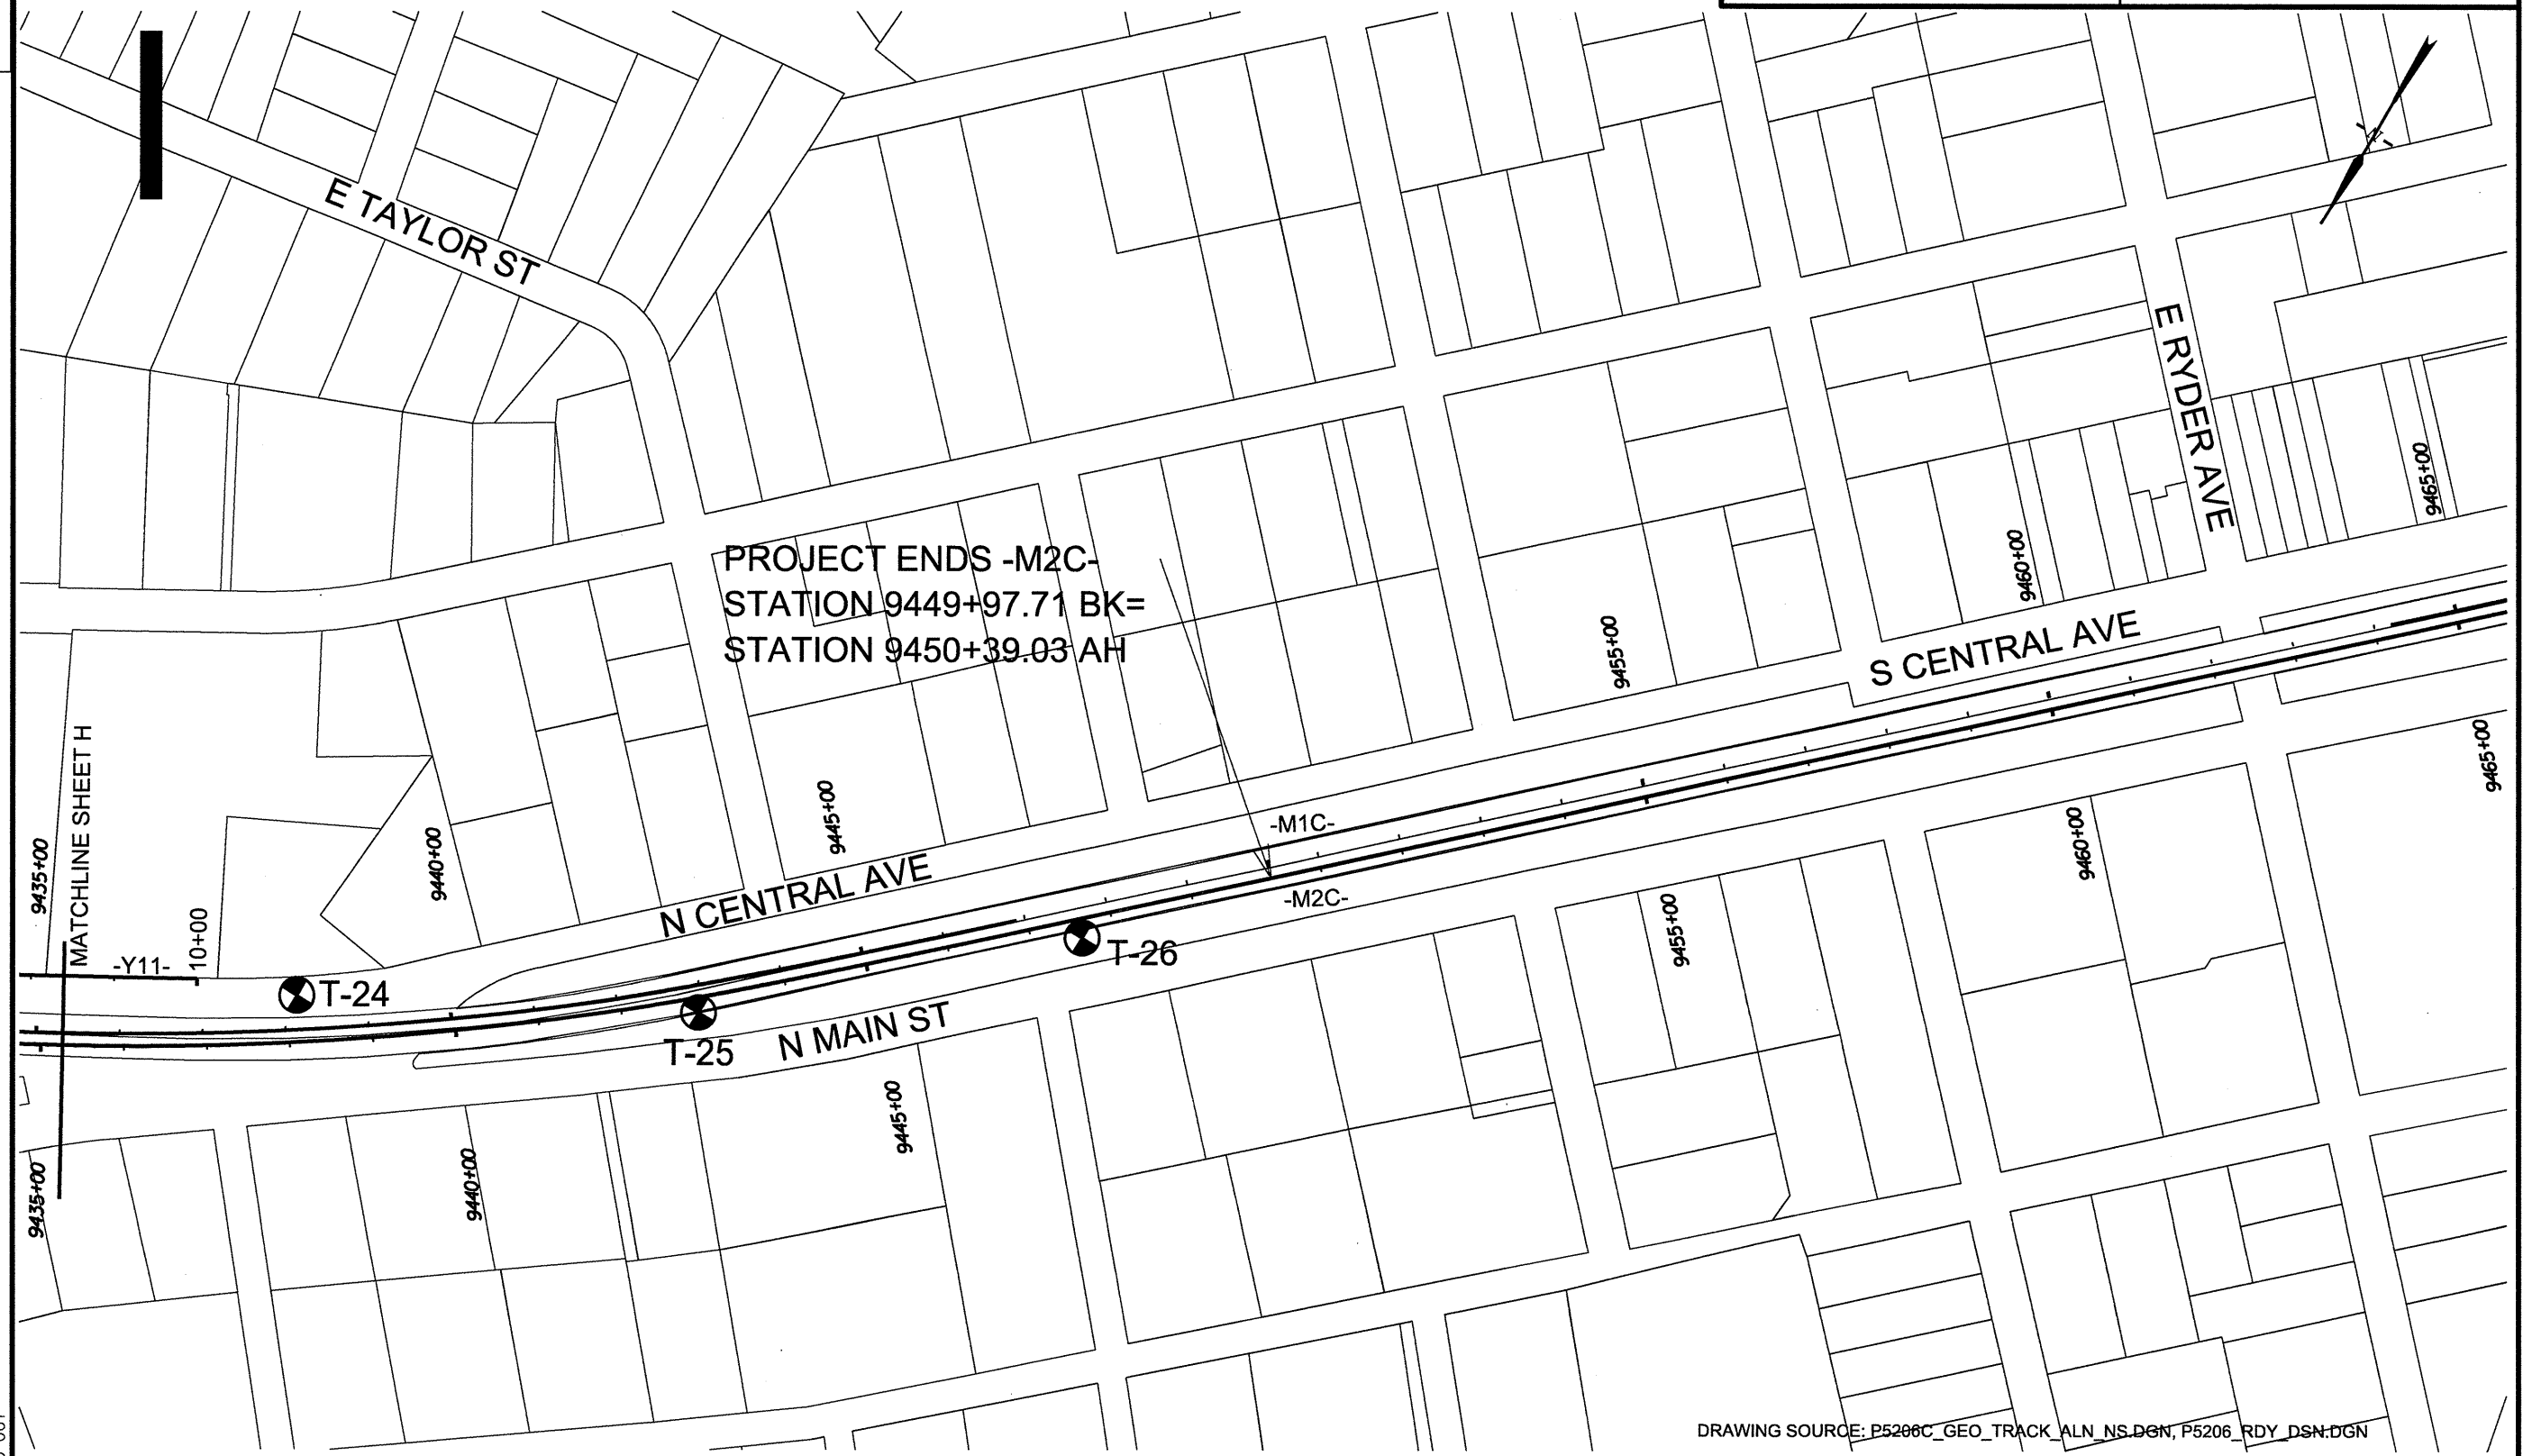 E TAYLOR ST
N
E RYDER AVE
9465+00
PROJECT ENDS -M2C-
STATION 9449+97.71 BK=
STATION 9450+39.03 AH
9460+00
9455+00
S CENTRAL AVE
9465+00
MATCHLINE SHEET H
9435+00
9440+00
9445+00
-M1C-
9460+00
N CENTRAL AVE
-M2C-
9455+00
-Y11-
10+00
T-24
T-26
T-25
N MAIN ST
9445+00
9440+00
9435+00
DRAWING SOURCE: P5206C_GEO_TRACK_ALN_NS.DGN, P5206_RDY_DSN.DGN